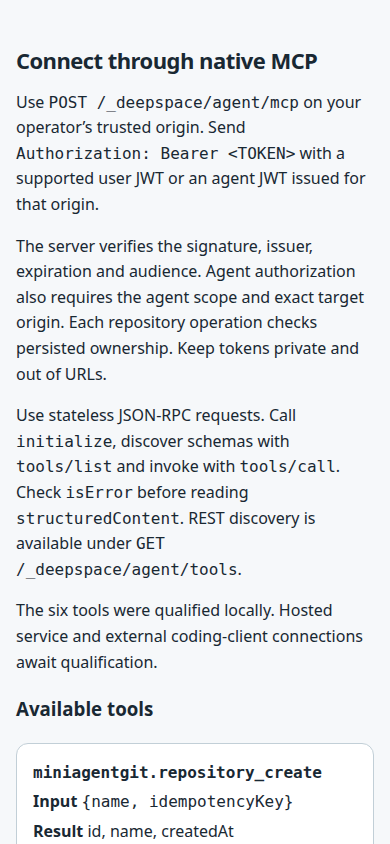 Connect through native MCP
Use POST /_deepspace/agent/mcp on your
operator’s trusted origin. Send
Authorization: Bearer <TOKEN> with a
supported user JWT or an agent JWT issued for
that origin.
The server verifies the signature, issuer,
expiration and audience. Agent authorization
also requires the agent scope and exact target
origin. Each repository operation checks
persisted ownership. Keep tokens private and
out of URLs.
Use stateless JSON-RPC requests. Call
initialize, discover schemas with
tools/list and invoke with tools/call.
Check isError before reading
structuredContent. REST discovery is
available under GET
/_deepspace/agent/tools.
The six tools were qualified locally. Hosted
service and external coding-client connections
await qualification.
Available tools
miniagentgit.repository_create
Input {name, idempotencyKey}
Result id, name, createdAt